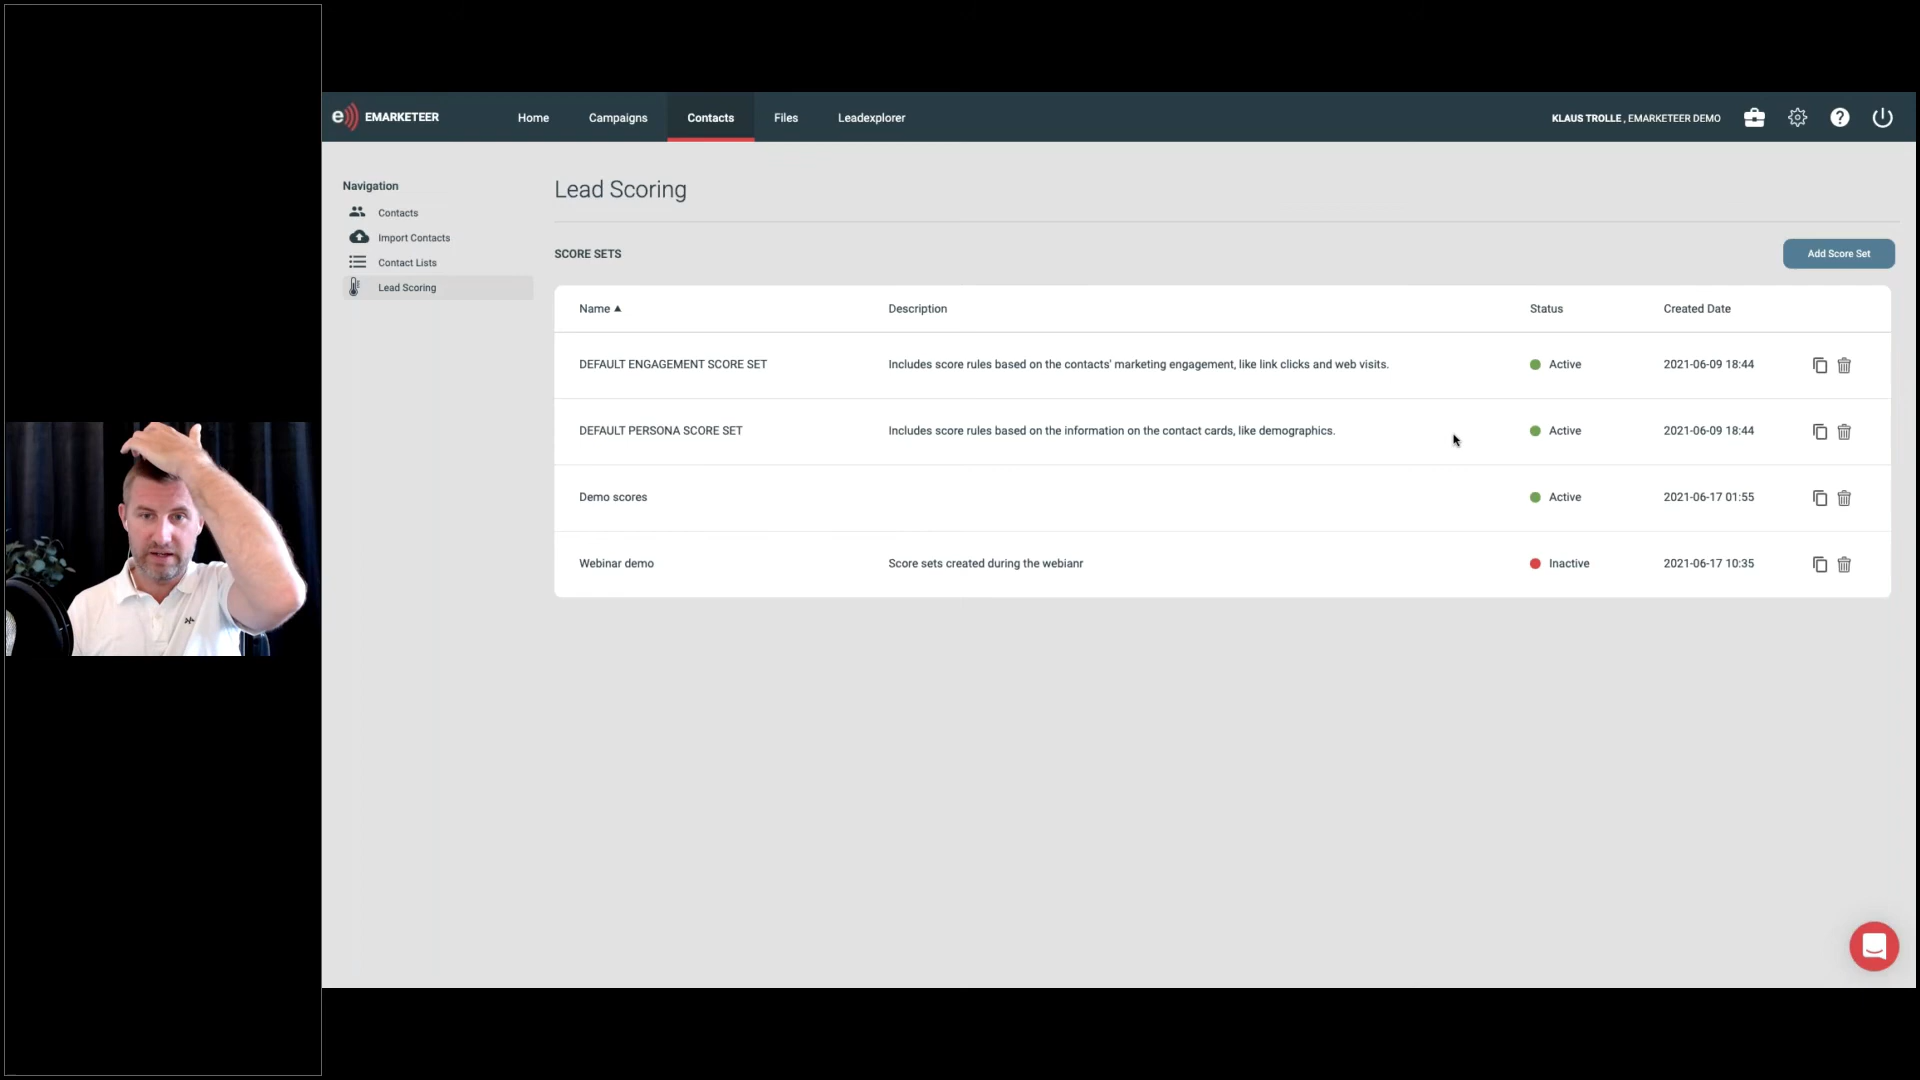 e EMARKETEER
Home
Campaigns
Contacts
Files
Leadexplorer
KLAUS TROLLE , EMARKETEER DEMO
?
Navigation
Contacts
Import Contacts
Contact Lists
Lead Scoring
Lead Scoring
SCORE SETS
Add Score Set
Name ▲ Description Status Created Date
DEFAULT ENGAGEMENT SCORE SET Includes score rules based on the contacts' marketing engagement, like link clicks and web visits. Active 2021-06-09 18:44
DEFAULT PERSONA SCORE SET Includes score rules based on the information on the contact cards, like demographics. Active 2021-06-09 18:44
Demo scores Active 2021-06-17 01:55
Webinar demo Score sets created during the webianr Inactive 2021-06-17 10:35